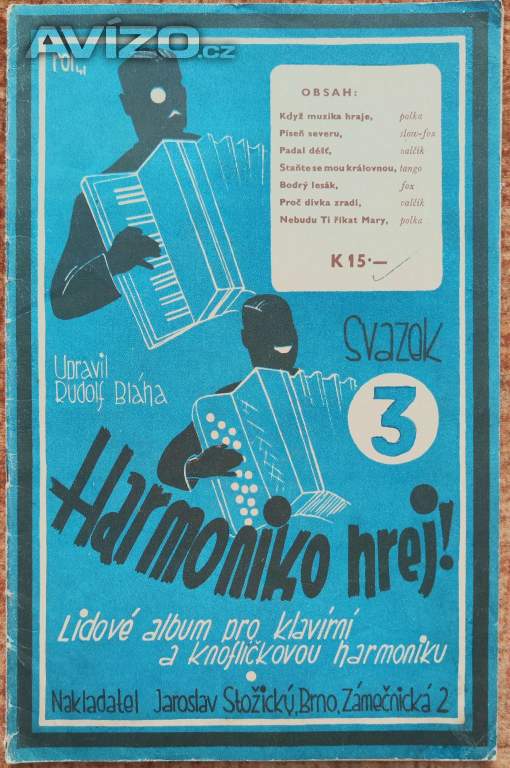 AVÍZO.cz
OBSAH:
Když muzika hraje, polka
Píseň severu, slow-fox
Padal déšť, valčík
Staňte se mou královnou, tango
Bodrý lesák, fox
Proč dívka zradí, valčík
Nebudu Ti říkat Mary, polka
K 15·—
Upravil
Rudolf Bláha
Svazek
3
Harmoniko hrej!
Lidové album pro klavírní
a knoflíčkovou harmoniku
Nakladatel Jaroslav Stožický, Brno, Zámečnická 2